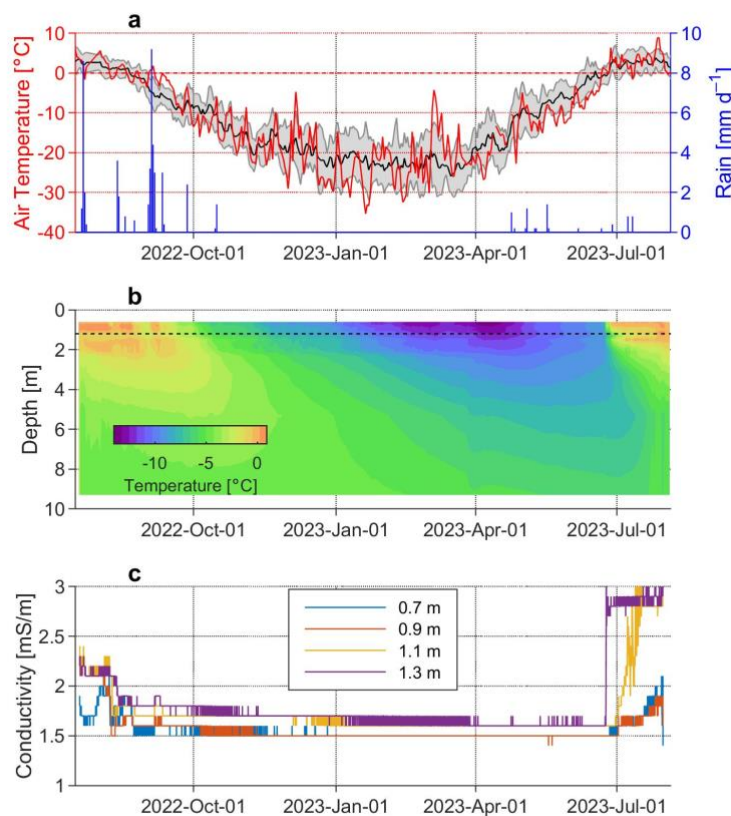 a
Air Temperature [°C]
10
0
-10
-20
-30
-40
10
8
6
4
2
0
Rain [mm d⁻¹]
2022-Oct-01 2023-Jan-01 2023-Apr-01 2023-Jul-01
b
Depth [m]
0
2
4
6
8
10
-10 -5 0
Temperature [°C]
2022-Oct-01 2023-Jan-01 2023-Apr-01 2023-Jul-01
c
Conductivity [mS/m]
3
2.5
2
1.5
1
0.7 m
0.9 m
1.1 m
1.3 m
2022-Oct-01 2023-Jan-01 2023-Apr-01 2023-Jul-01